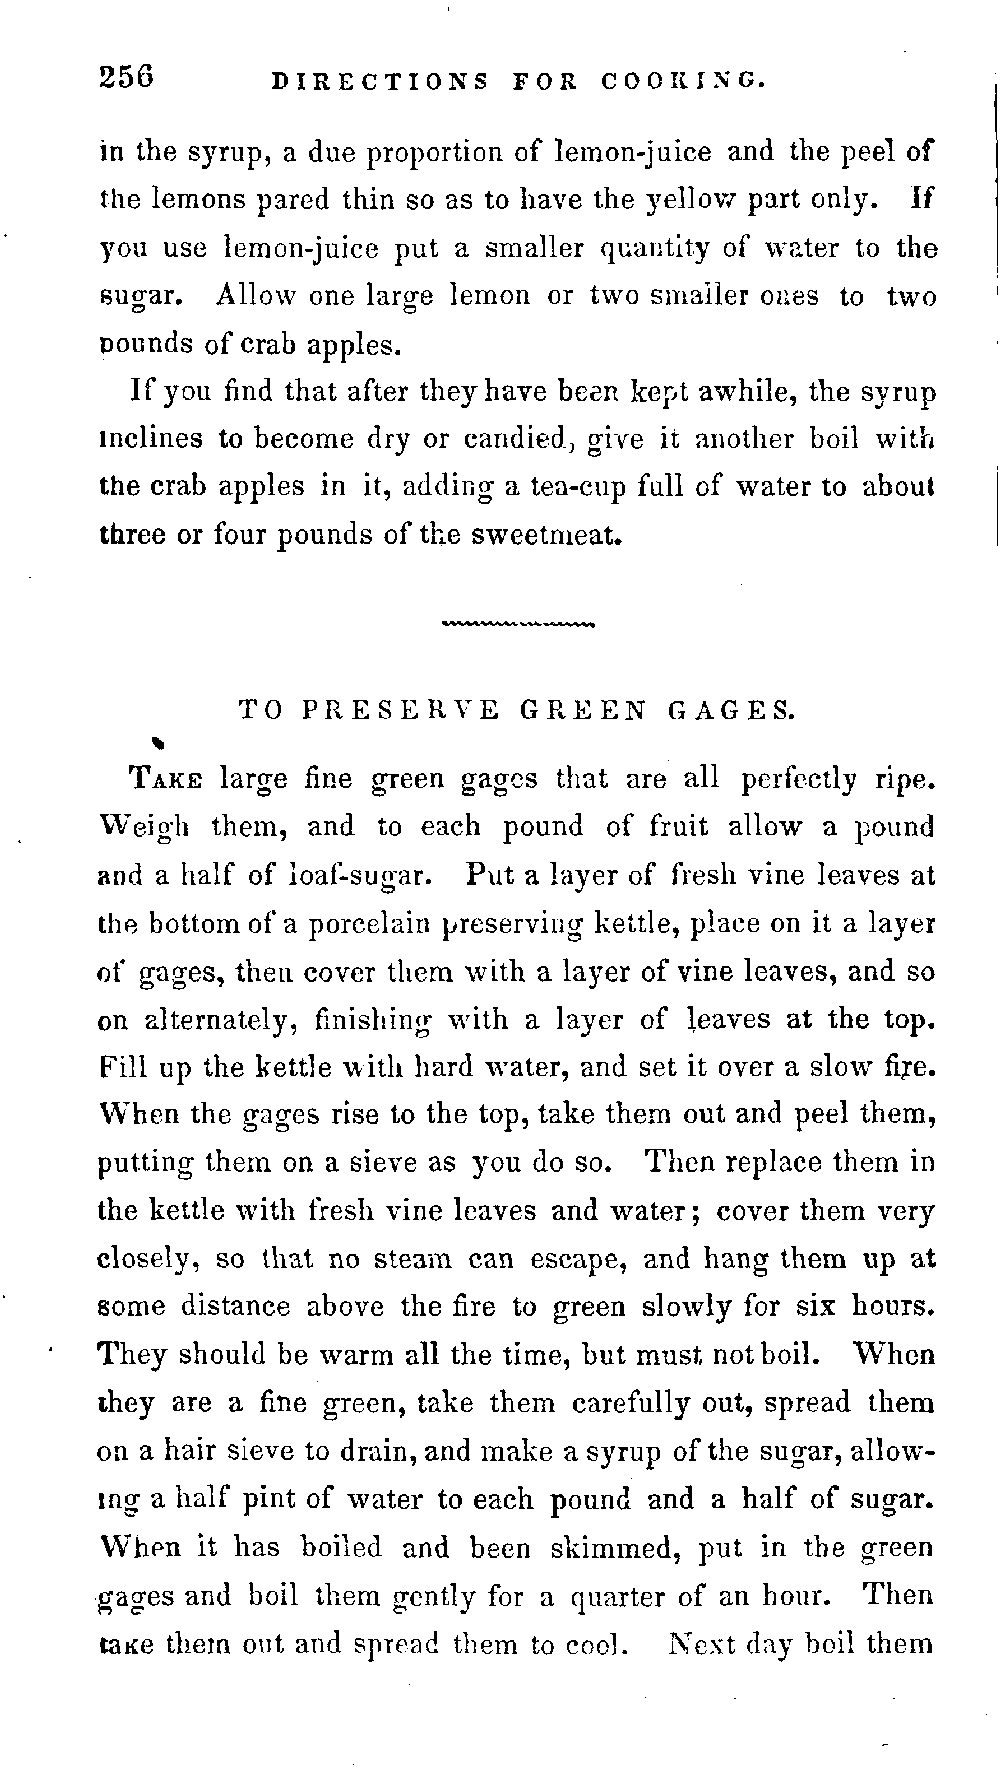 256 DIRECTIONS FOR COOKING.
in the syrup, a due proportion of lemon-juice and the peel of
the lemons pared thin so as to have the yellow part only. If
you use lemon-juice put a smaller quantity of water to the
sugar. Allow one large lemon or two smaller ones to two
pounds of crab apples.
If you find that after they have been kept awhile, the syrup
inclines to become dry or candied, give it another boil with
the crab apples in it, adding a tea-cup full of water to about
three or four pounds of the sweetmeat.
TO PRESERVE GREEN GAGES.
TAKE large fine green gages that are all perfectly ripe.
Weigh them, and to each pound of fruit allow a pound
and a half of loaf-sugar. Put a layer of fresh vine leaves at
the bottom of a porcelain preserving kettle, place on it a layer
of gages, then cover them with a layer of vine leaves, and so
on alternately, finishing with a layer of leaves at the top.
Fill up the kettle with hard water, and set it over a slow fire.
When the gages rise to the top, take them out and peel them,
putting them on a sieve as you do so. Then replace them in
the kettle with fresh vine leaves and water; cover them very
closely, so that no steam can escape, and hang them up at
some distance above the fire to green slowly for six hours.
They should be warm all the time, but must not boil. When
they are a fine green, take them carefully out, spread them
on a hair sieve to drain, and make a syrup of the sugar, allow-
ing a half pint of water to each pound and a half of sugar.
When it has boiled and been skimmed, put in the green
gages and boil them gently for a quarter of an hour. Then
take them out and spread them to cool. Next day boil them